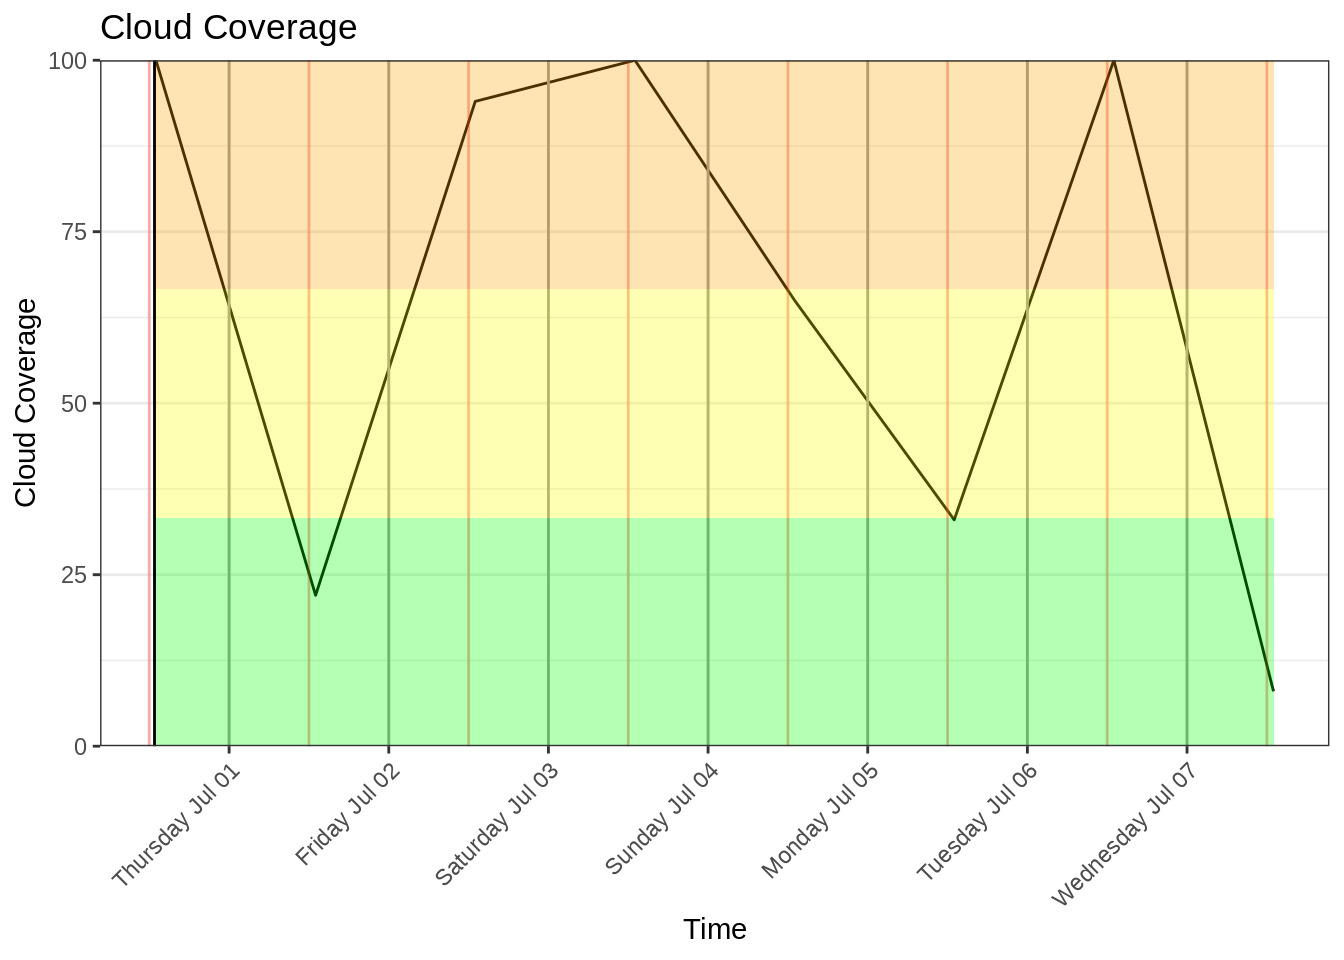 Cloud Coverage
100
75
50
25
0
Cloud Coverage
Thursday Jul 01
Friday Jul 02
Saturday Jul 03
Sunday Jul 04
Monday Jul 05
Tuesday Jul 06
Wednesday Jul 07
Time